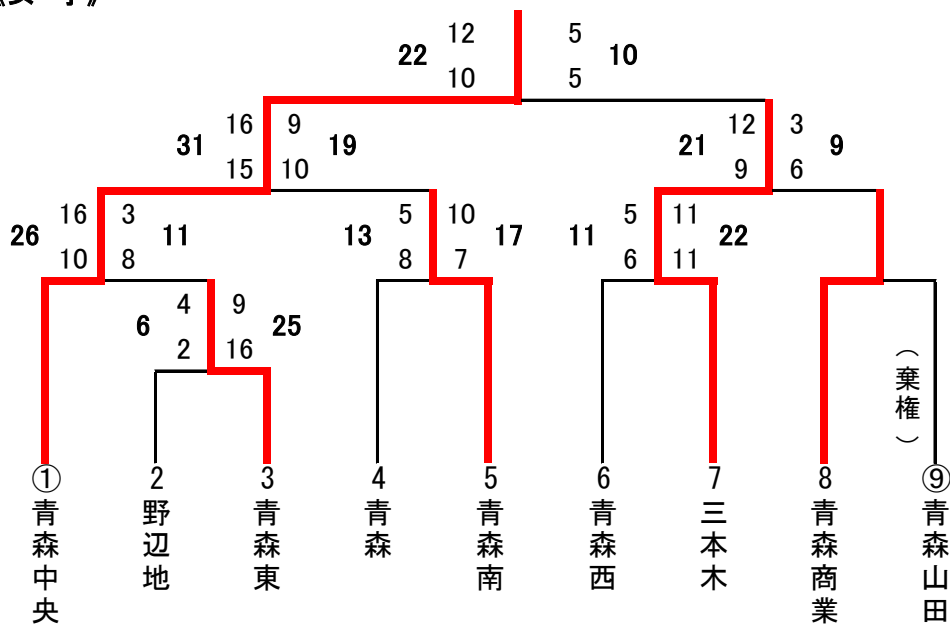 《女 子》
12 5
22 10
10 5
16 9 12 3
31 19 21 9
15 10 9 6
16 3 5 10 5 11
26 11 13 17 11 22
10 8 8 7 6 11
4 9
6 25
2 16
（棄権）
① 2 3 4 5 6 7 8 ⑨
青森中央
野辺地
青森東
青森
青森南
青森西
三本木
青森商業
青森山田